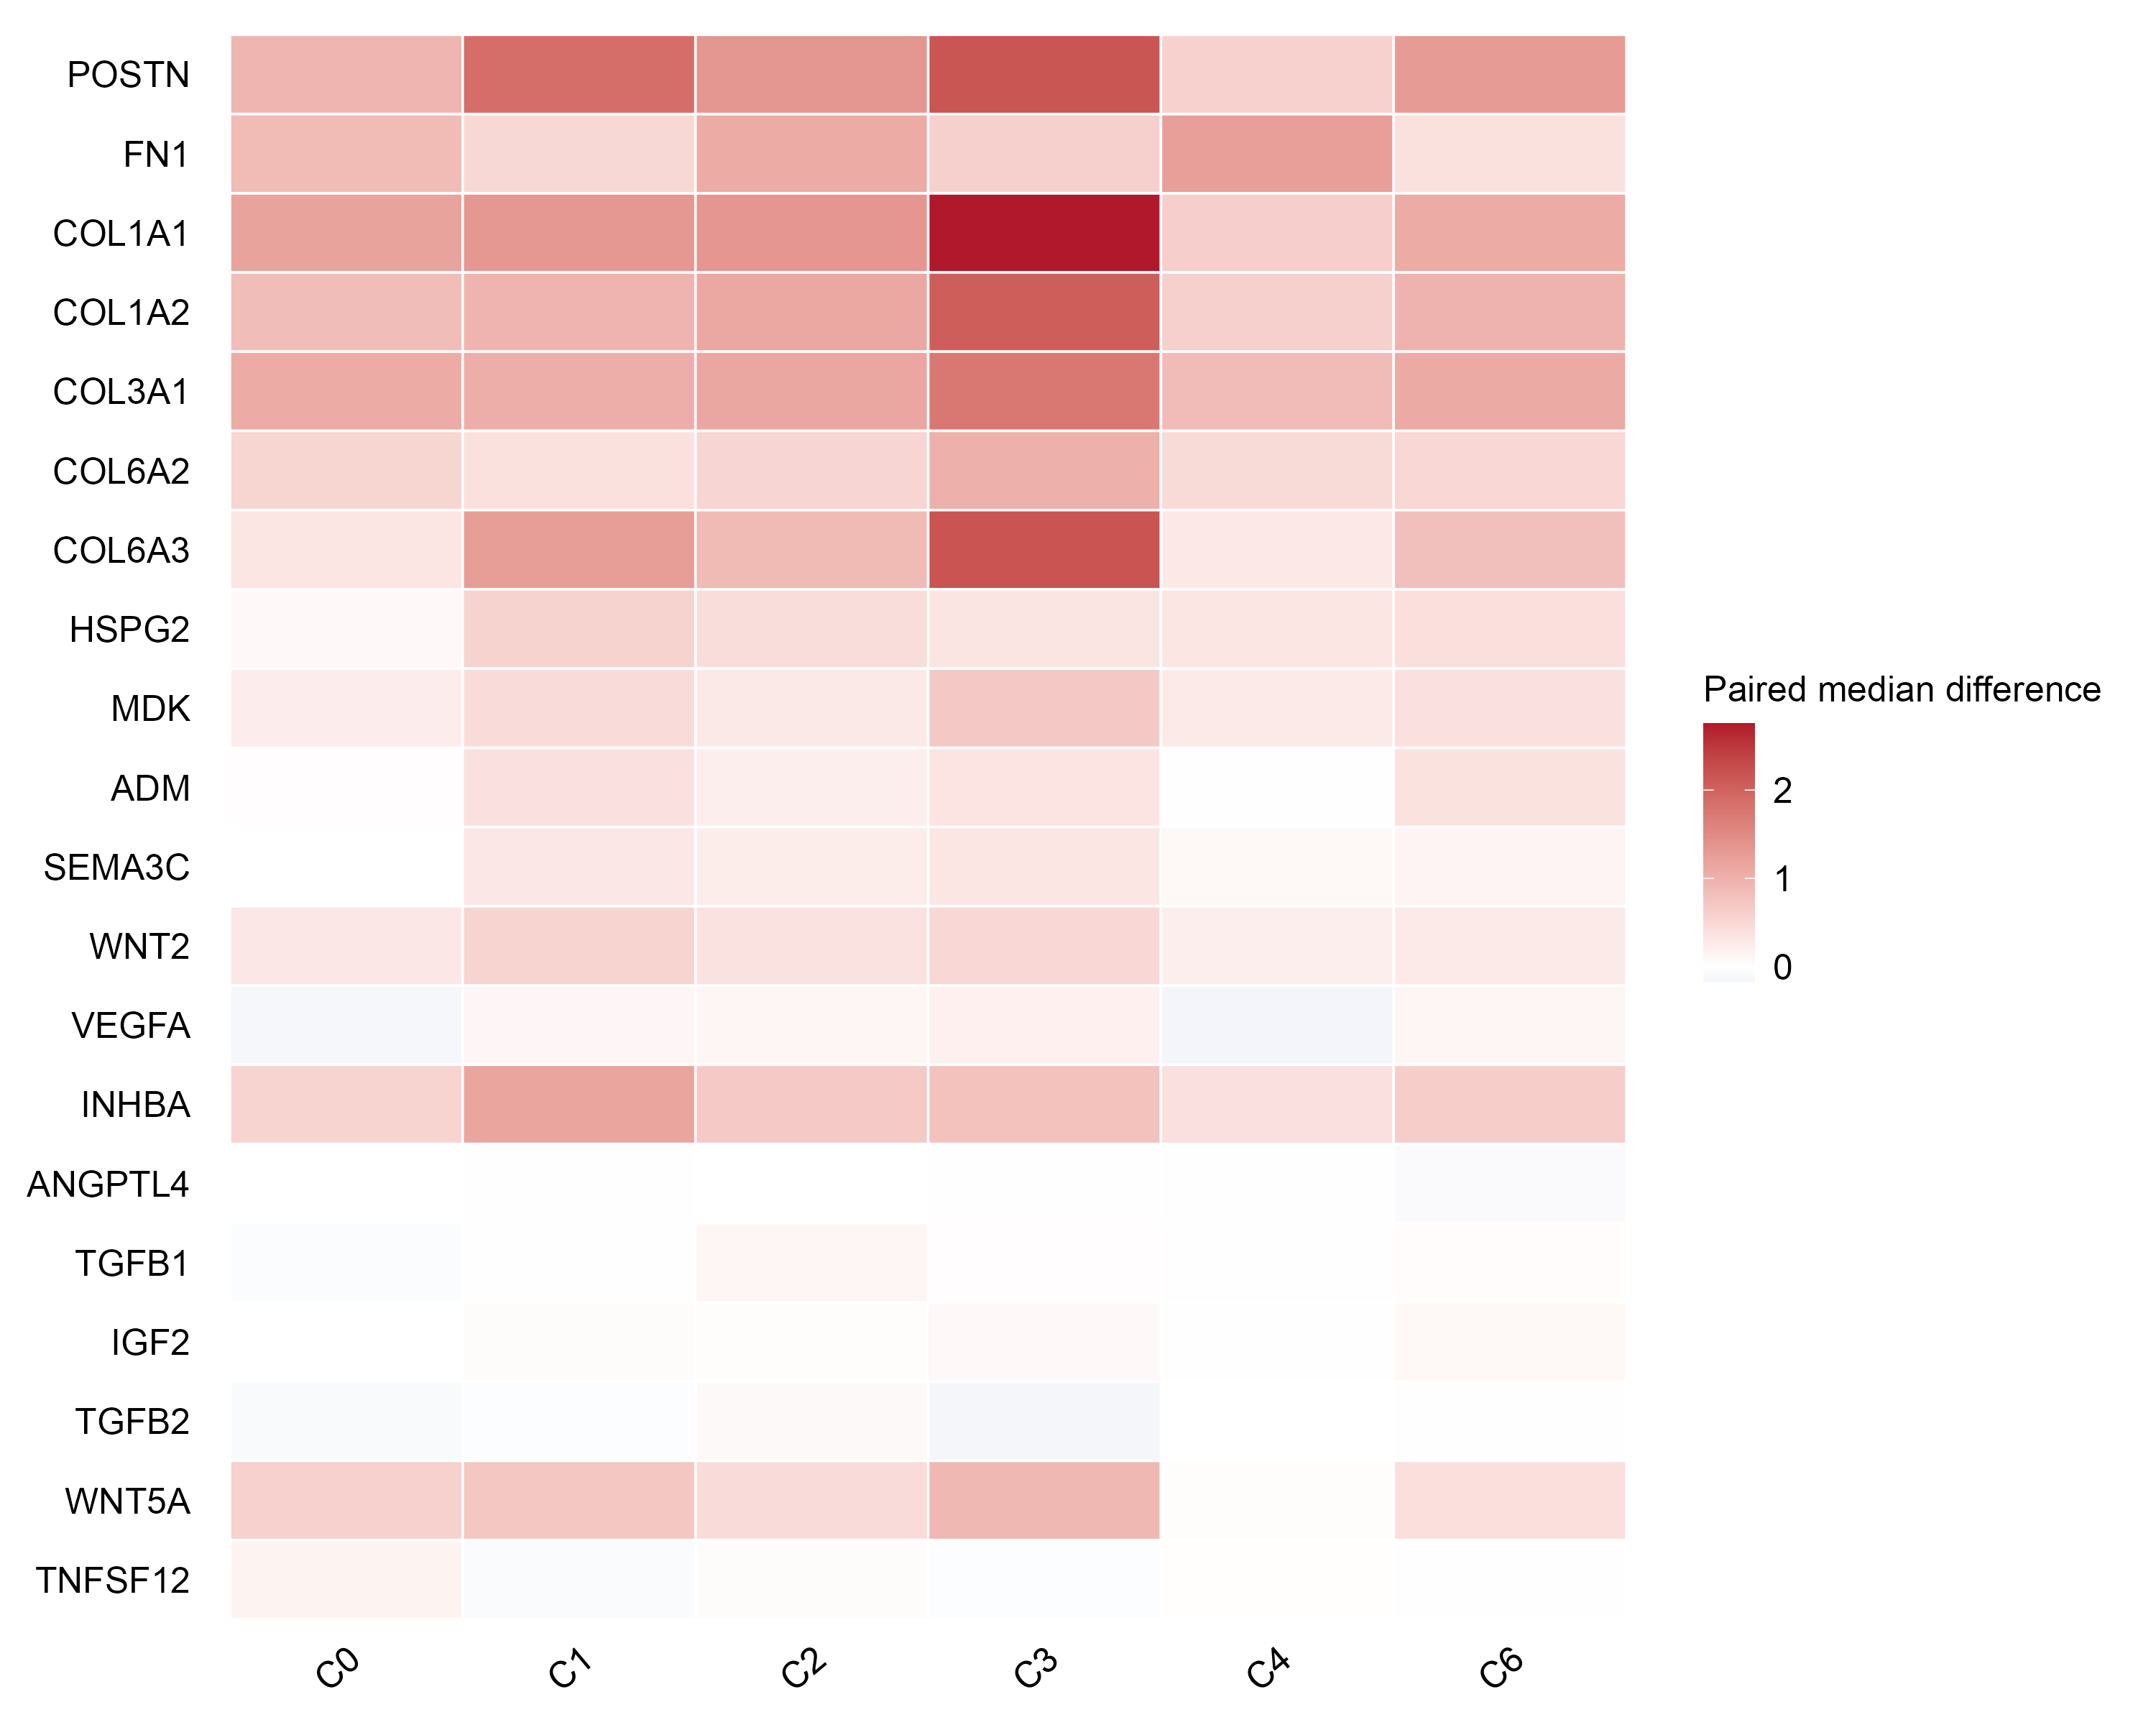 POSTN
FN1
COL1A1
COL1A2
COL3A1
COL6A2
COL6A3
HSPG2
MDK
ADM
SEMA3C
WNT2
VEGFA
INHBA
ANGPTL4
TGFB1
IGF2
TGFB2
WNT5A
TNFSF12
C0
C1
C2
C3
C4
C6
Paired median difference
2
1
0